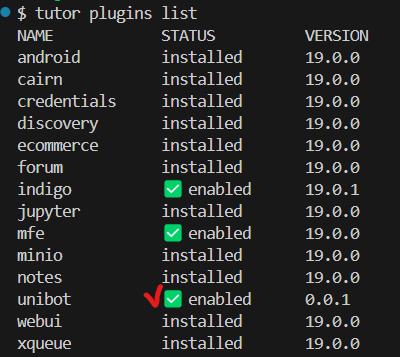 $ tutor plugins list
NAME STATUS VERSION
android installed 19.0.0
cairn installed 19.0.0
credentials installed 19.0.0
discovery installed 19.0.0
ecommerce installed 19.0.0
forum installed 19.0.0
indigo ✅ enabled 19.0.1
jupyter installed 19.0.0
mfe ✅ enabled 19.0.0
minio installed 19.0.0
notes installed 19.0.0
unibot ✅ enabled 0.0.1
webui installed 19.0.0
xqueue installed 19.0.0